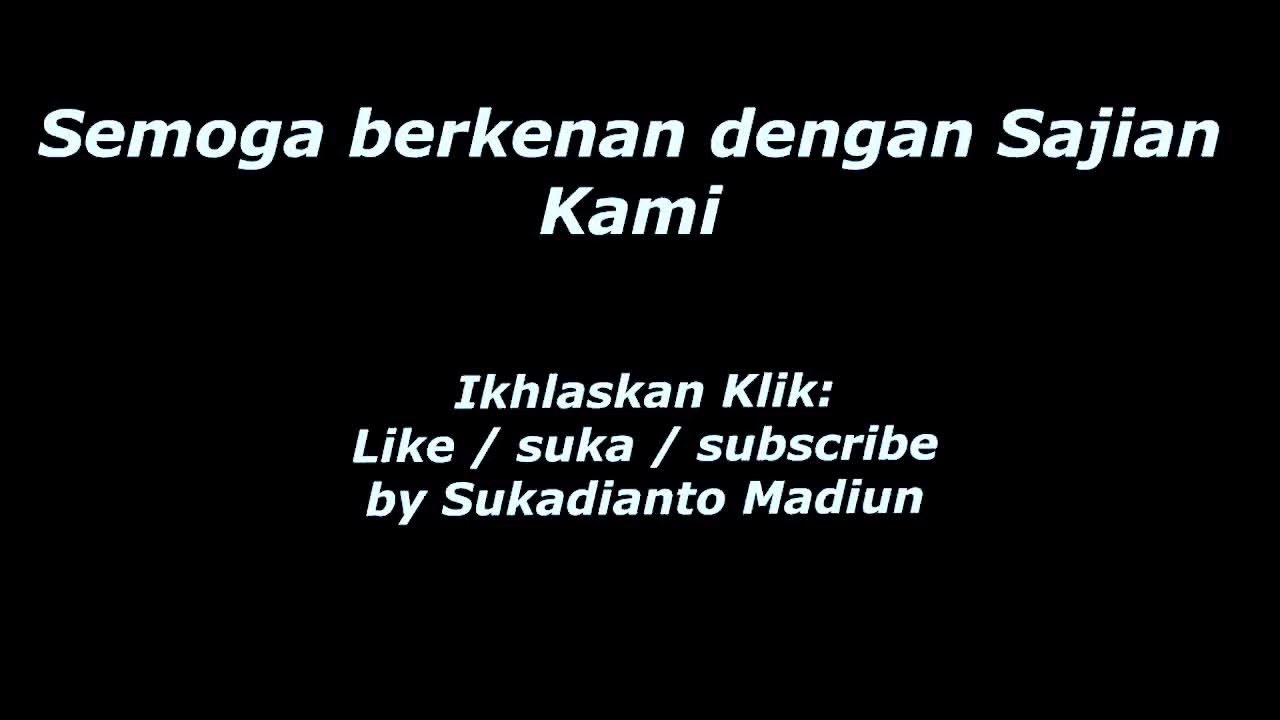 Semoga berkenan dengan Sajian
Kami
Ikhlaskan Klik:
Like / suka / subscribe
by Sukadianto Madiun